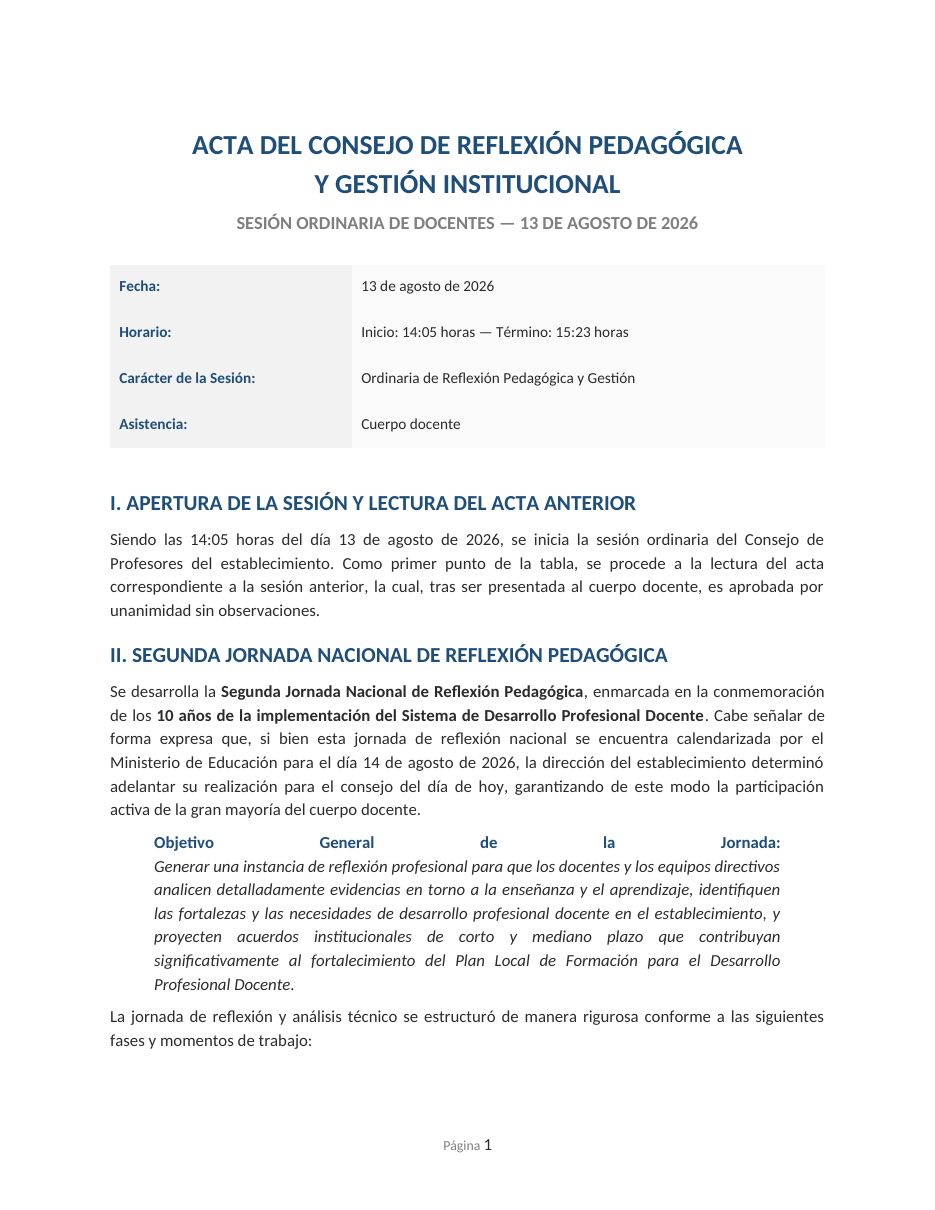 ACTA DEL CONSEJO DE REFLEXIÓN PEDAGÓGICA
Y GESTIÓN INSTITUCIONAL
SESIÓN ORDINARIA DE DOCENTES — 13 DE AGOSTO DE 2026
Fecha: 13 de agosto de 2026
Horario: Inicio: 14:05 horas — Término: 15:23 horas
Carácter de la Sesión: Ordinaria de Reflexión Pedagógica y Gestión
Asistencia: Cuerpo docente
I. APERTURA DE LA SESIÓN Y LECTURA DEL ACTA ANTERIOR
Siendo las 14:05 horas del día 13 de agosto de 2026, se inicia la sesión ordinaria del Consejo de
Profesores del establecimiento. Como primer punto de la tabla, se procede a la lectura del acta
correspondiente a la sesión anterior, la cual, tras ser presentada al cuerpo docente, es aprobada por
unanimidad sin observaciones.
II. SEGUNDA JORNADA NACIONAL DE REFLEXIÓN PEDAGÓGICA
Se desarrolla la Segunda Jornada Nacional de Reflexión Pedagógica, enmarcada en la conmemoración
de los 10 años de la implementación del Sistema de Desarrollo Profesional Docente. Cabe señalar de
forma expresa que, si bien esta jornada de reflexión nacional se encuentra calendarizada por el
Ministerio de Educación para el día 14 de agosto de 2026, la dirección del establecimiento determinó
adelantar su realización para el consejo del día de hoy, garantizando de este modo la participación
activa de la gran mayoría del cuerpo docente.
Objetivo General de la Jornada:
Generar una instancia de reflexión profesional para que los docentes y los equipos directivos
analicen detalladamente evidencias en torno a la enseñanza y el aprendizaje, identifiquen
las fortalezas y las necesidades de desarrollo profesional docente en el establecimiento, y
proyecten acuerdos institucionales de corto y mediano plazo que contribuyan
significativamente al fortalecimiento del Plan Local de Formación para el Desarrollo
Profesional Docente.
La jornada de reflexión y análisis técnico se estructuró de manera rigurosa conforme a las siguientes
fases y momentos de trabajo:
Página 1